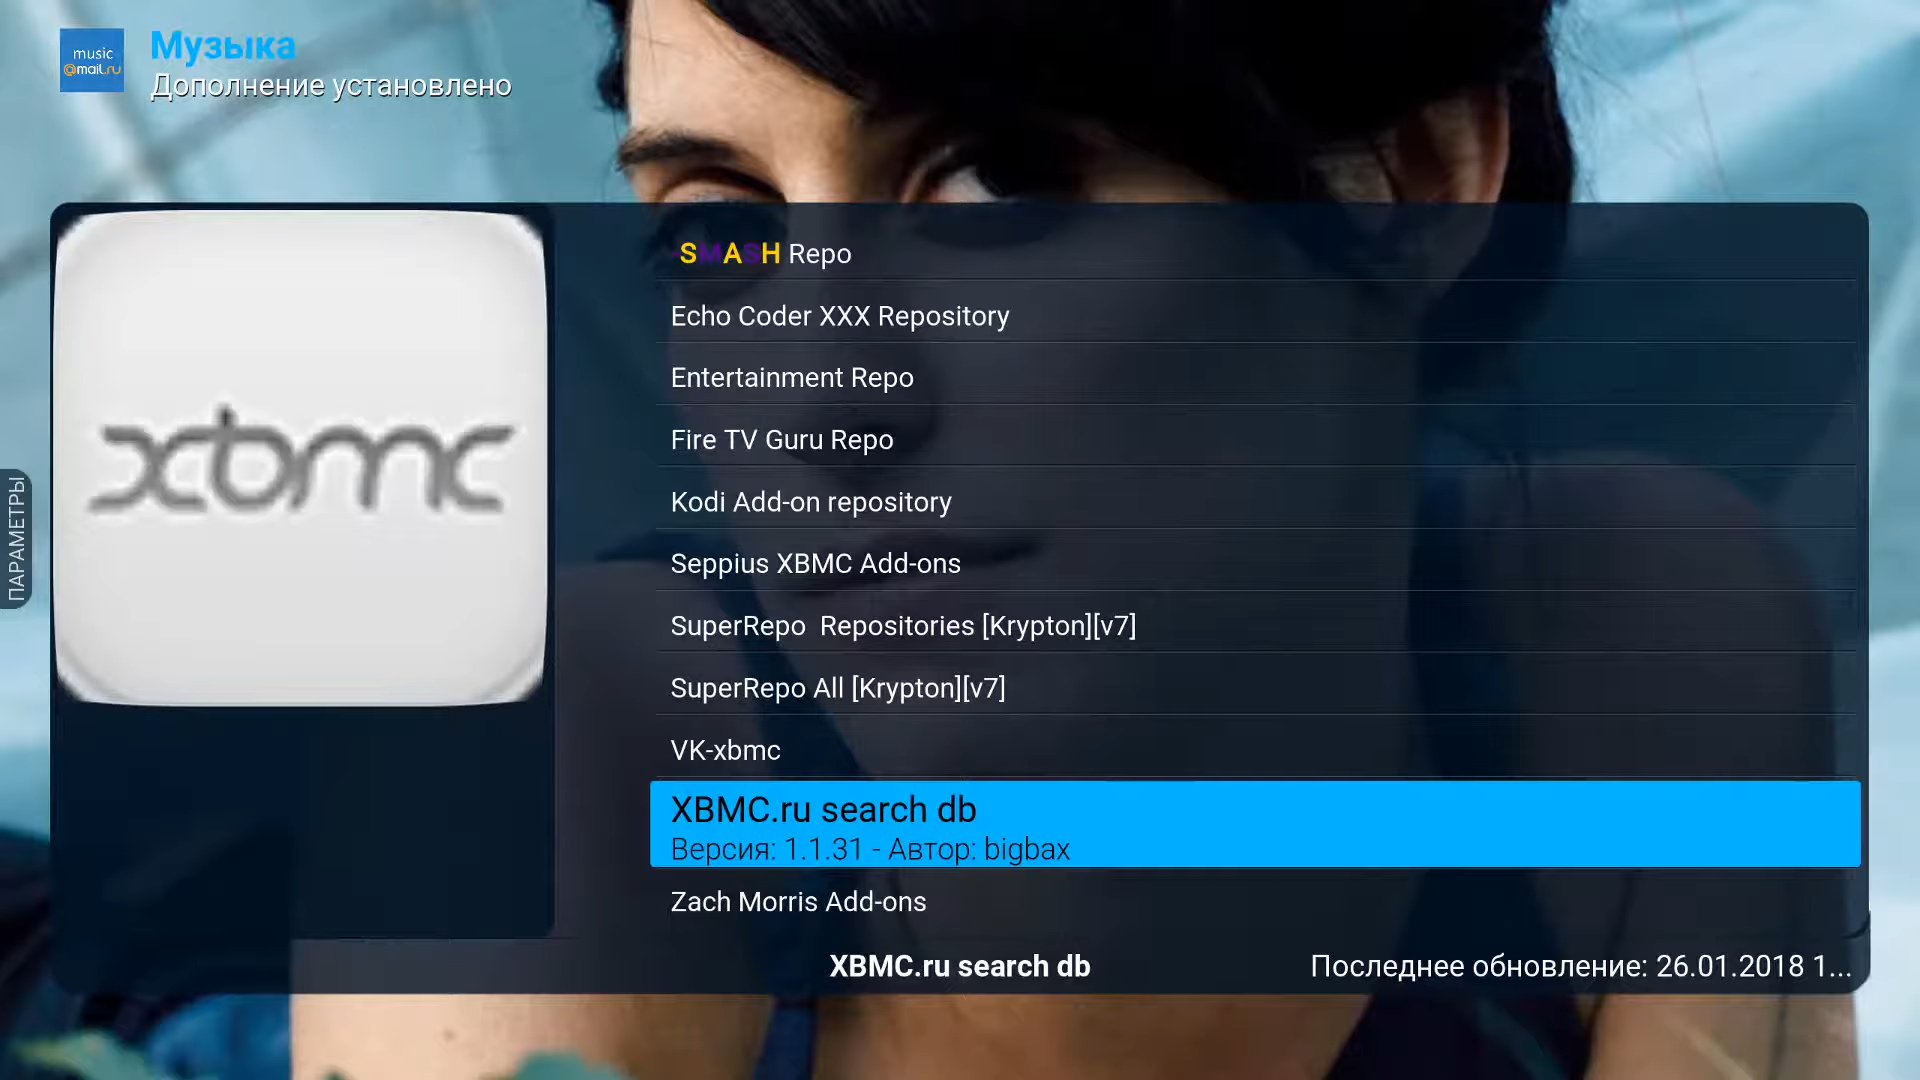 music
@mail.ru
Музыка
Дополнение установлено
ПАРАМЕТРЫ
xbmc
SMASH Repo
Echo Coder XXX Repository
Entertainment Repo
Fire TV Guru Repo
Kodi Add-on repository
Seppius XBMC Add-ons
SuperRepo  Repositories [Krypton][v7]
SuperRepo All [Krypton][v7]
VK-xbmc
XBMC.ru search db
Версия: 1.1.31 - Автор: bigbax
Zach Morris Add-ons
XBMC.ru search db
Последнее обновление: 26.01.2018 1...